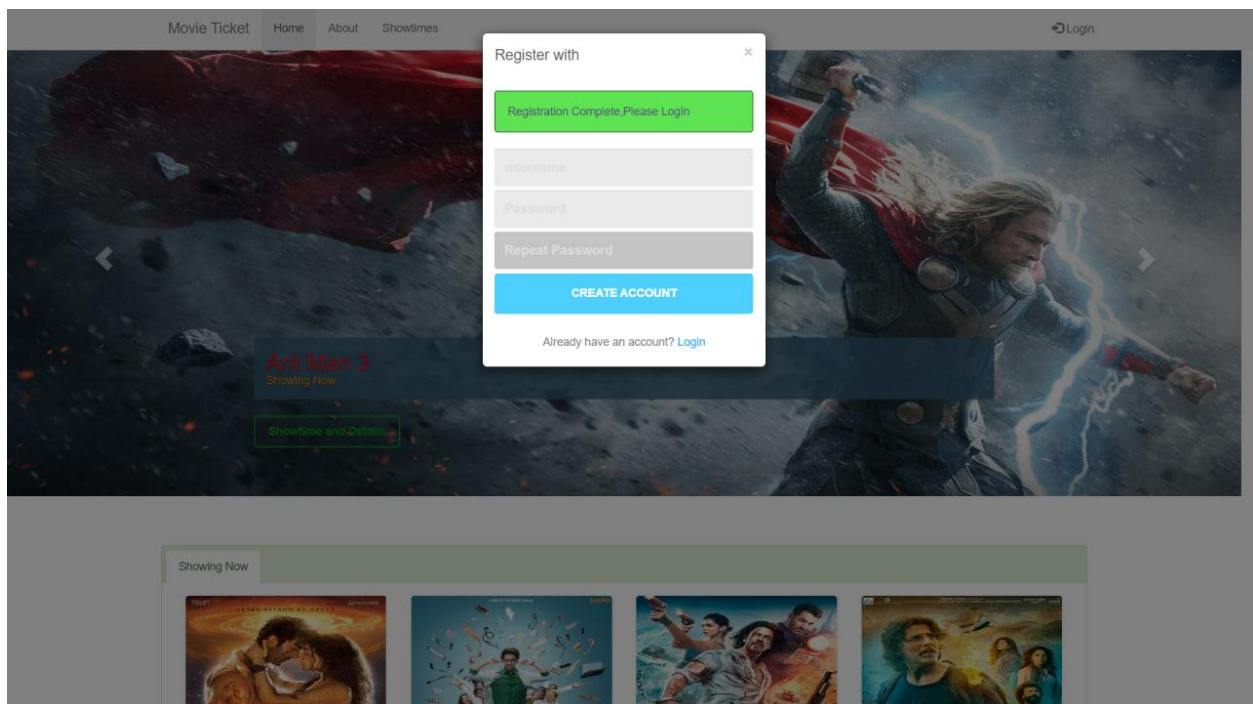 Movie Ticket Home About Showtimes Login
Register with ×
Registration Complete,Please Login
username
Password
Repeat Password
CREATE ACCOUNT
Already have an account? Login
Ant Man 3
Showing Now
Showtime and Details
Showing Now